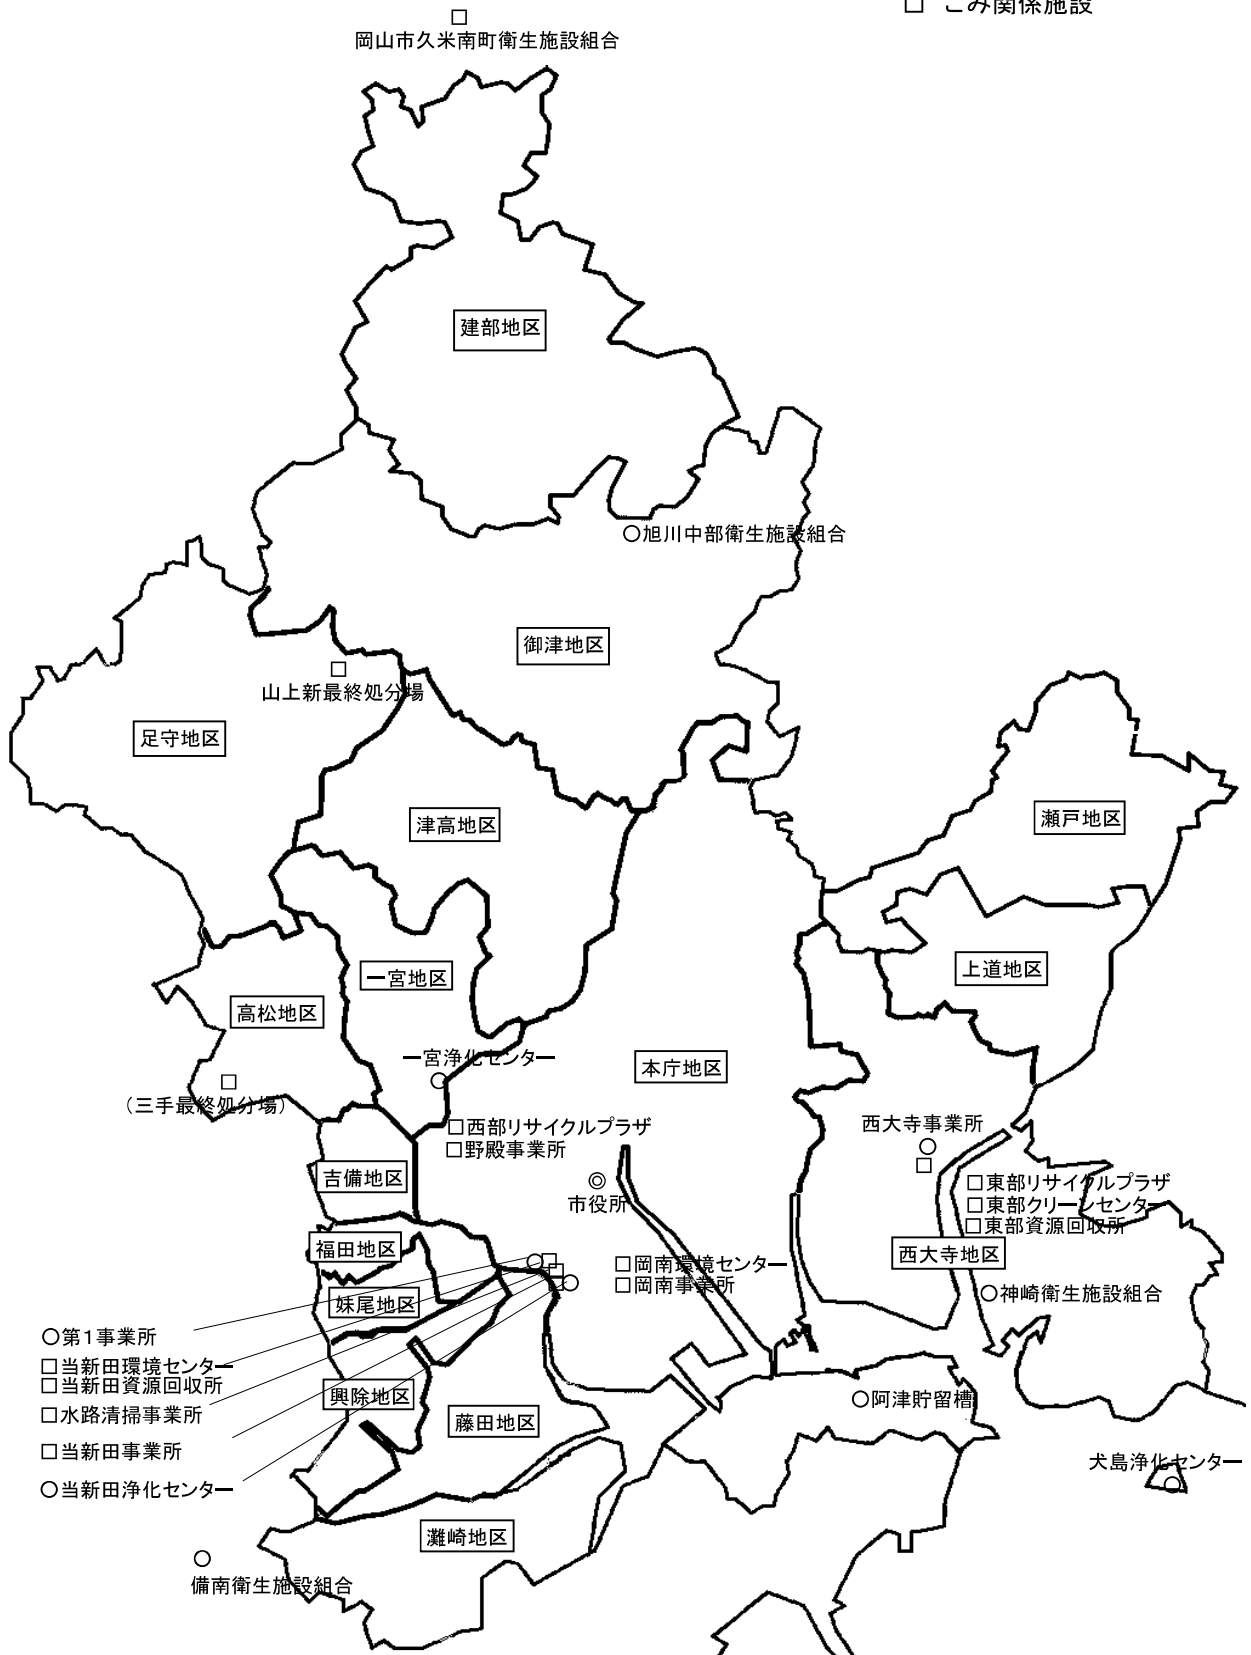 □ ごみ関係施設
□
岡山市久米南町衛生施設組合
建部地区
○旭川中部衛生施設組合
御津地区
□
山上新最終処分場
足守地区
津高地区
瀬戸地区
上道地区
一宮地区
高松地区
一宮浄化センター
○
本庁地区
□
(三手最終処分場)
□西部リサイクルプラザ
□野殿事業所
西大寺事業所
○
□
吉備地区
◎
市役所
□東部リサイクルプラザ
□東部クリーンセンター
□東部資源回収所
福田地区
西大寺地区
□岡南環境センター
□岡南事業所
妹尾地区
○神崎衛生施設組合
○第1事業所
□当新田環境センター
□当新田資源回収所
□水路清掃事業所
□当新田事業所
○当新田浄化センター
興除地区
藤田地区
○阿津貯留槽
犬島浄化センター
○
灘崎地区
○
備南衛生施設組合